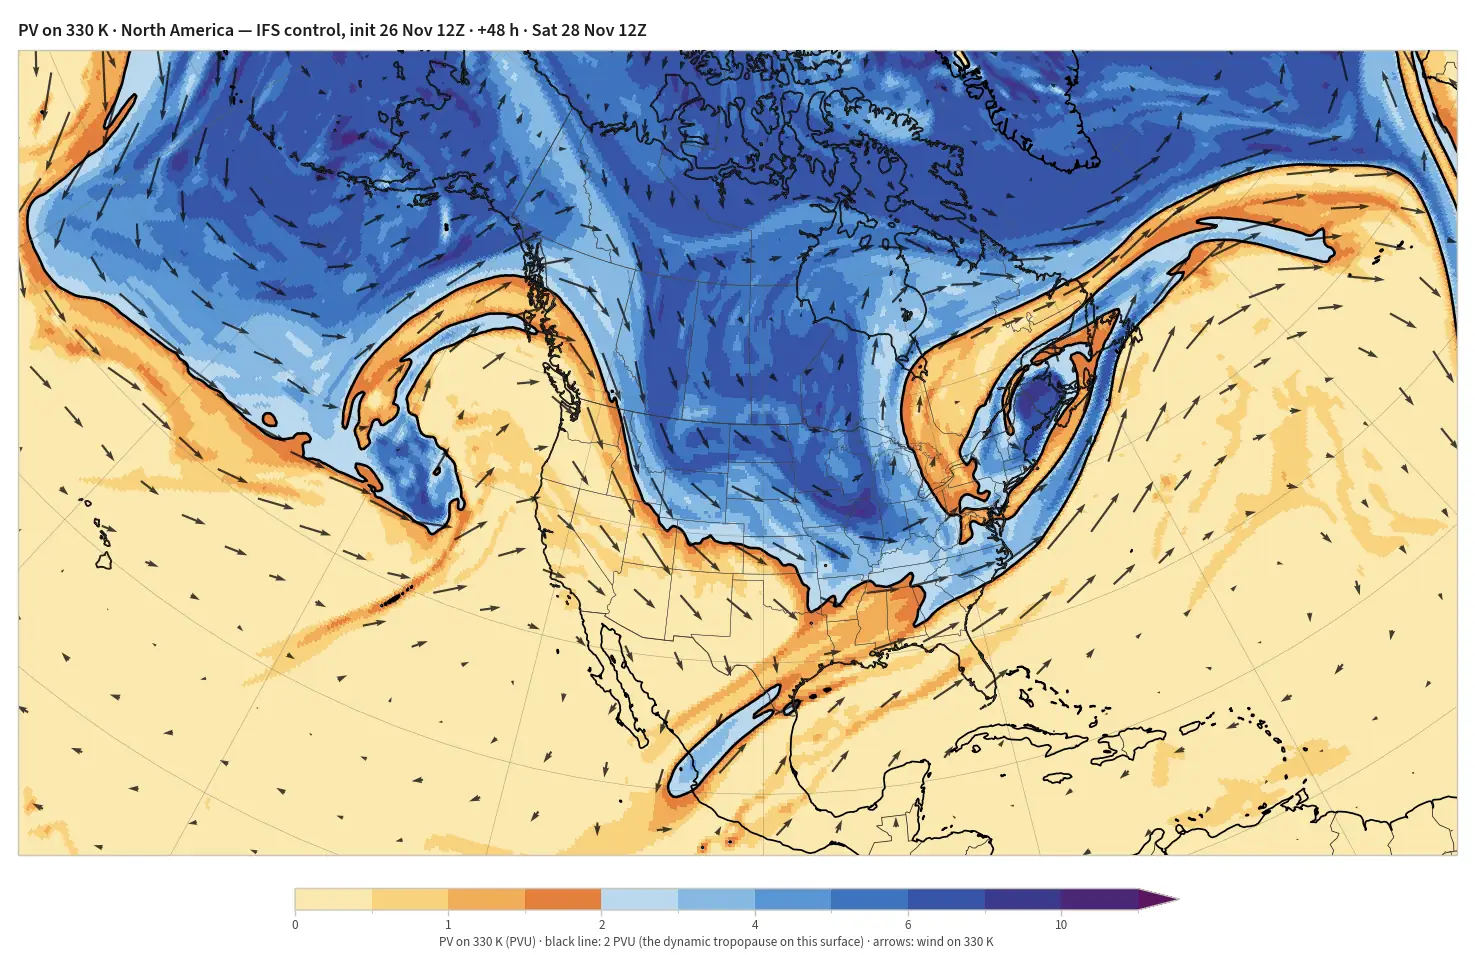 PV on 330 K · North America — IFS control, init 26 Nov 12Z · +48 h · Sat 28 Nov 12Z
0 1 2 4 6 10
PV on 330 K (PVU) · black line: 2 PVU (the dynamic tropopause on this surface) · arrows: wind on 330 K